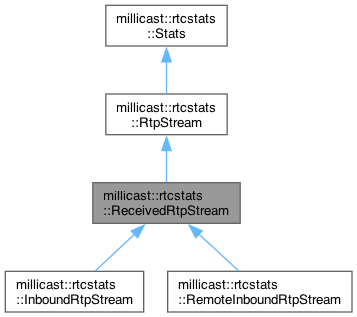 millicast::rtcstats
::Stats
millicast::rtcstats
::RtpStream
millicast::rtcstats
::ReceivedRtpStream
millicast::rtcstats
::InboundRtpStream
millicast::rtcstats
::RemoteInboundRtpStream